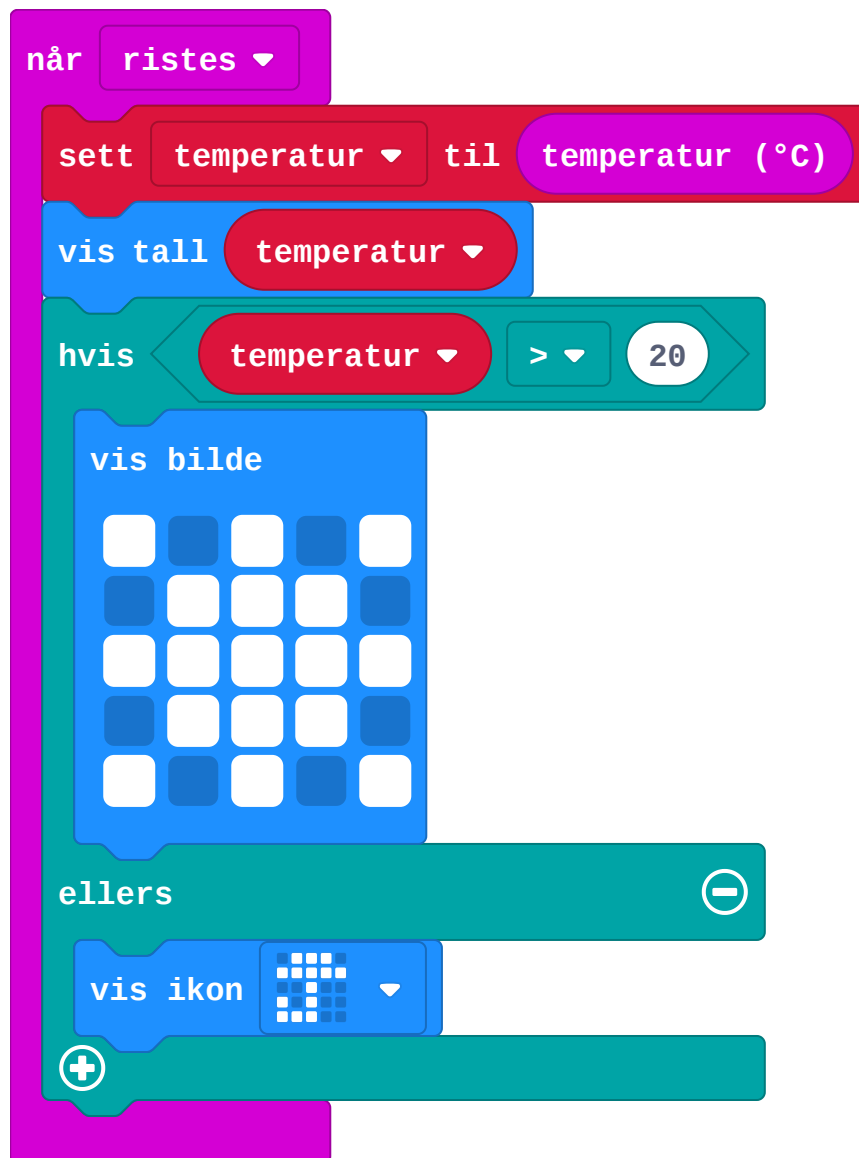 når ristes
sett temperatur til temperatur (°C)
vis tall temperatur
hvis temperatur > 20
vis bilde
ellers
vis ikon